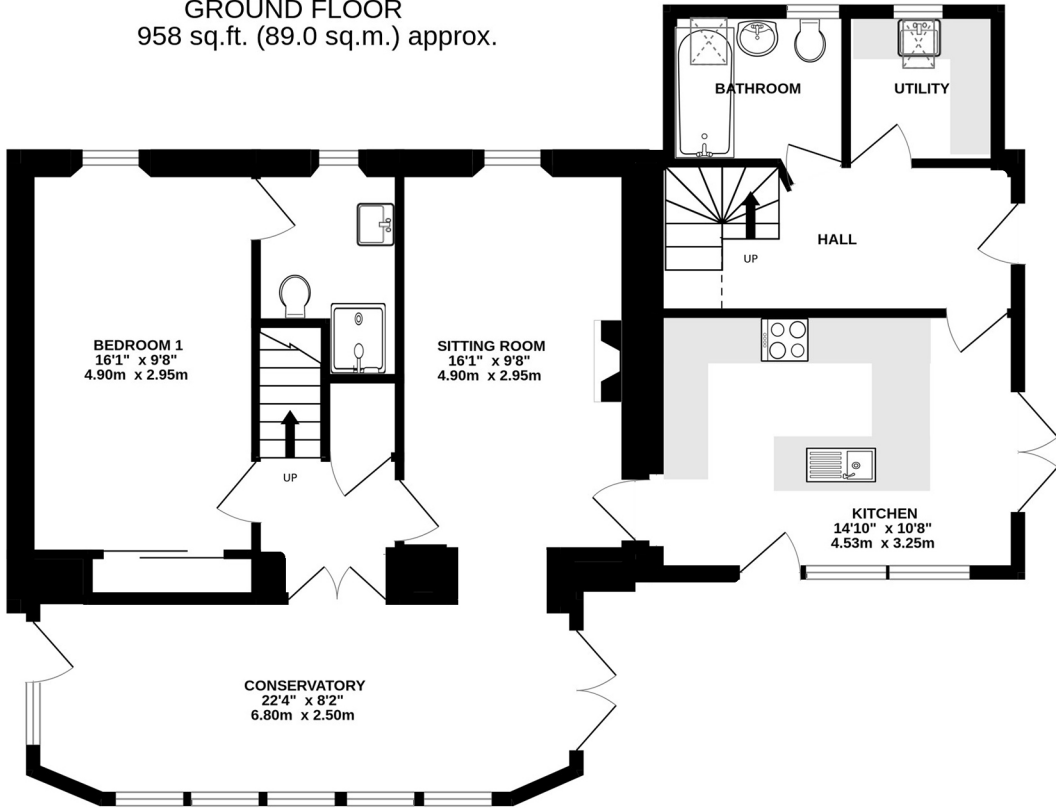 GROUND FLOOR
958 sq.ft. (89.0 sq.m.) approx.
BATHROOM
UTILITY
HALL
UP
BEDROOM 1
16'1" x 9'8"
4.90m x 2.95m
SITTING ROOM
16'1" x 9'8"
4.90m x 2.95m
UP
KITCHEN
14'10" x 10'8"
4.53m x 3.25m
CONSERVATORY
22'4" x 8'2"
6.80m x 2.50m